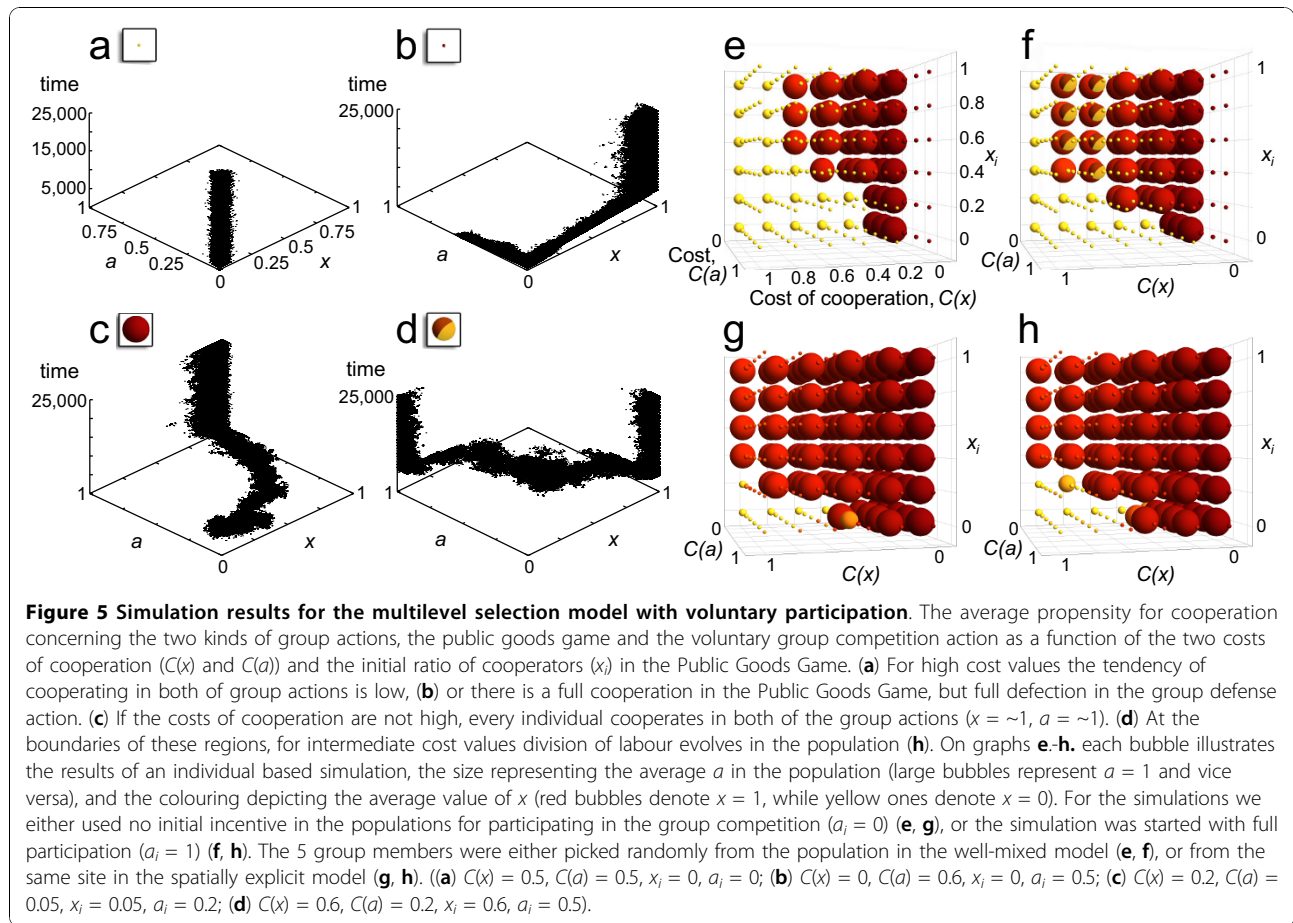 a
b
e
f
time
25,000
15,000
5,000
1
0.75
0.5
0.25
0
0.25
0.5
0.75
1
a
x
time
25,000
1
1
0
a
x
1
0.8
0.6
0.4
0.2
0
x_i
0
Cost,
C(a)
1
1
0.8
0.6
0.4
0.2
0
Cost of cooperation, C(x)
1
x_i
0
0
C(a)
1
1
0
C(x)
c
d
g
h
time
25,000
1
1
0
a
x
25,000
1
1
0
a
x
1
x_i
0
0
C(a)
1
1
0
C(x)
1
x_i
0
0
C(a)
1
1
0
C(x)
Figure 5 Simulation results for the multilevel selection model with voluntary participation. The average propensity for cooperation
concerning the two kinds of group actions, the public goods game and the voluntary group competition action as a function of the two costs
of cooperation (C(x) and C(a)) and the initial ratio of cooperators (x_i) in the Public Goods Game. (a) For high cost values the tendency of
cooperating in both of group actions is low, (b) or there is a full cooperation in the Public Goods Game, but full defection in the group defense
action. (c) If the costs of cooperation are not high, every individual cooperates in both of the group actions (x = ~1, a = ~1). (d) At the
boundaries of these regions, for intermediate cost values division of labour evolves in the population (h). On graphs e.-h. each bubble illustrates
the results of an individual based simulation, the size representing the average a in the population (large bubbles represent a = 1 and vice
versa), and the colouring depicting the average value of x (red bubbles denote x = 1, while yellow ones denote x = 0). For the simulations we
either used no initial incentive in the populations for participating in the group competition (a_i = 0) (e, g), or the simulation was started with full
participation (a_i = 1) (f, h). The 5 group members were either picked randomly from the population in the well-mixed model (e, f), or from the
same site in the spatially explicit model (g, h). ((a) C(x) = 0.5, C(a) = 0.5, x_i = 0, a_i = 0; (b) C(x) = 0, C(a) = 0.6, x_i = 0, a_i = 0.5; (c) C(x) = 0.2, C(a) =
0.05, x_i = 0.05, a_i = 0.2; (d) C(x) = 0.6, C(a) = 0.2, x_i = 0.6, a_i = 0.5).